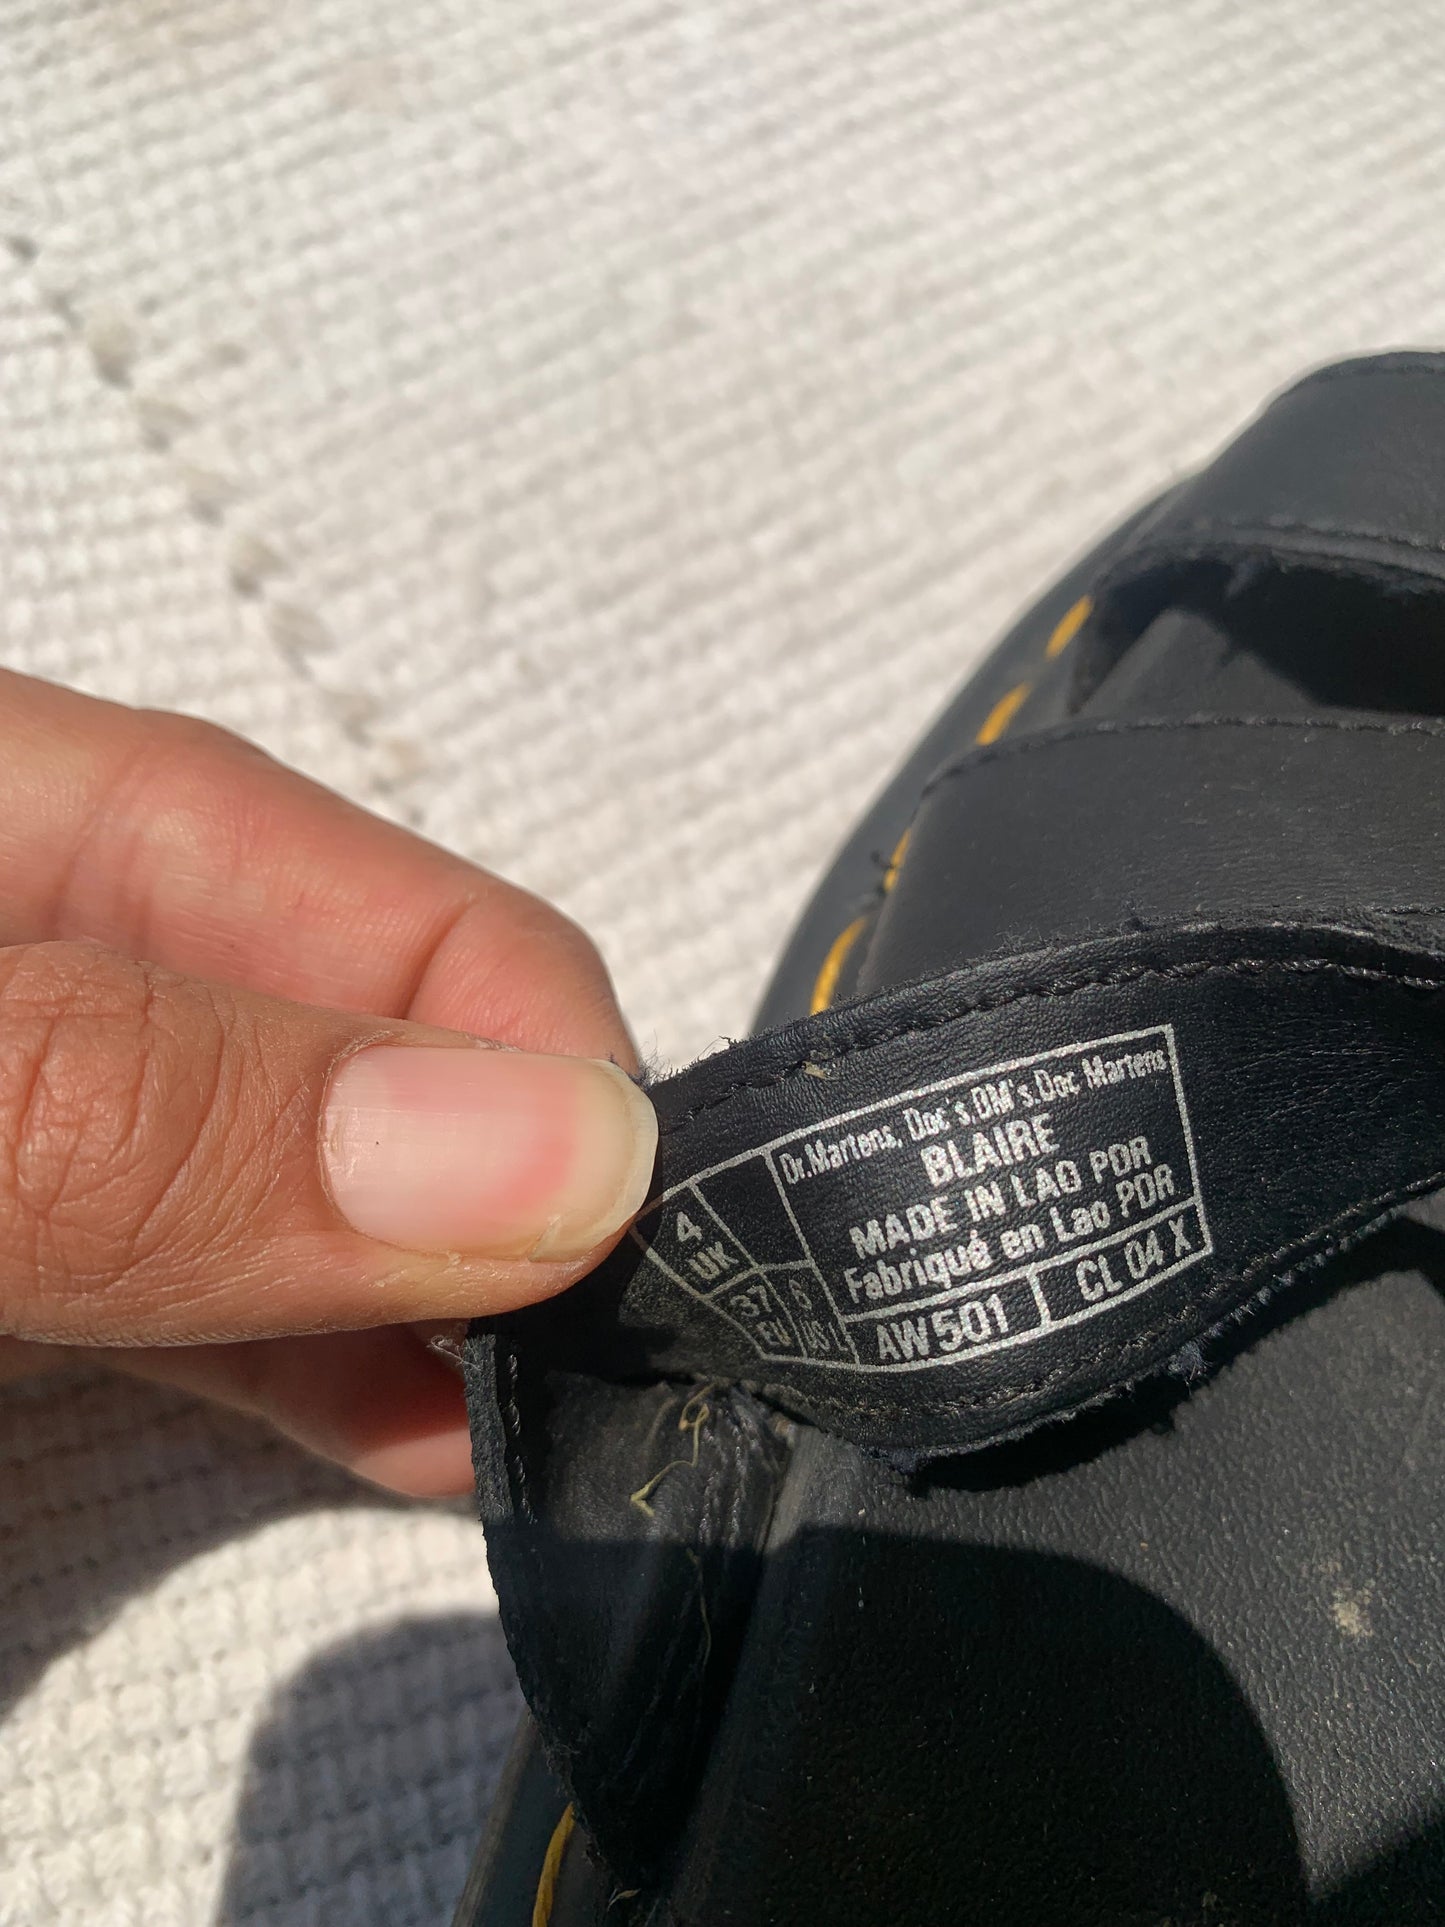 Dr.Martens. Doc's.DM's.Doc Martens
BLAIRE
MADE IN LAO PDR
Fabriqué en Lao PDR
4
UK
37
EU
6
US L
AW501
CL 04 X